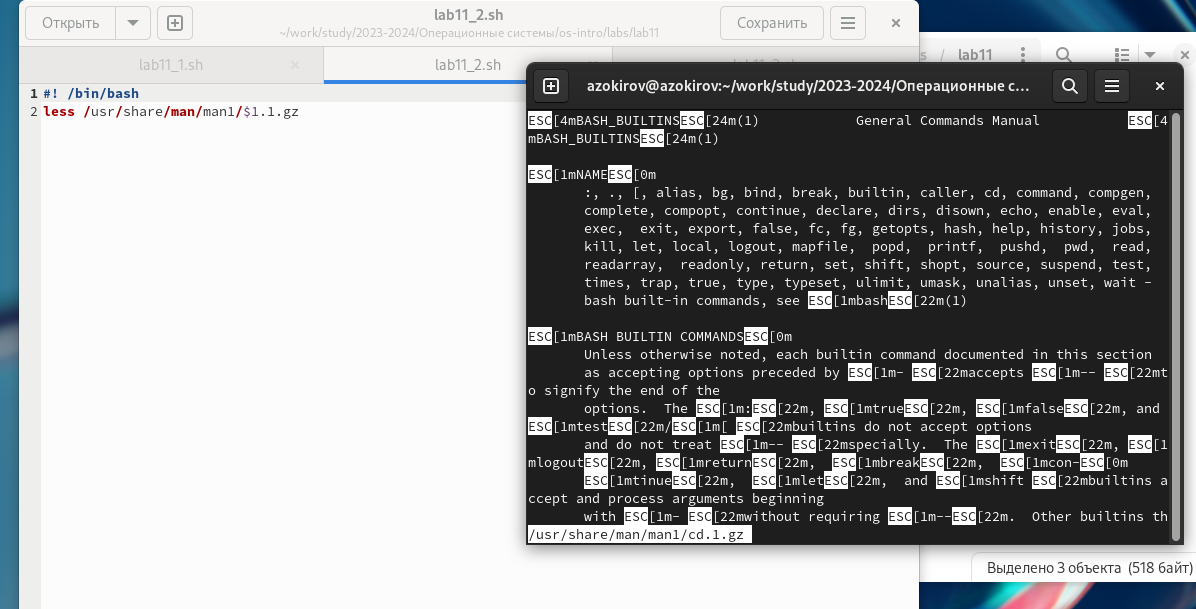 Открыть
lab11_2.sh
~/work/study/2023-2024/Операционные системы/os-intro/labs/lab11
Сохранить
lab11_1.sh
lab11_2.sh
s / lab11
1 #! /bin/bash
2 less /usr/share/man/man1/$1.1.gz
azokirov@azokirov:~/work/study/2023-2024/Операционные с...
ESC[4mBASH_BUILTINSESC[24m(1)            General Commands Manual           ESC[4
mBASH_BUILTINSESC[24m(1)
ESC[1mNAMEESC[0m
       :, ., [, alias, bg, bind, break, builtin, caller, cd, command, compgen,
       complete, compopt, continue, declare, dirs, disown, echo, enable, eval,
       exec,  exit, export, false, fc, fg, getopts, hash, help, history, jobs,
       kill, let, local, logout, mapfile,  popd,  printf,  pushd,  pwd,  read,
       readarray,  readonly, return, set, shift, shopt, source, suspend, test,
       times, trap, true, type, typeset, ulimit, umask, unalias, unset, wait -
       bash built-in commands, see ESC[1mbashESC[22m(1)
ESC[1mBASH BUILTIN COMMANDSESC[0m
       Unless otherwise noted, each builtin command documented in this section
       as accepting options preceded by ESC[1m- ESC[22maccepts ESC[1m-- ESC[22mt
o signify the end of the
       options.  The ESC[1m:ESC[22m, ESC[1mtrueESC[22m, ESC[1mfalseESC[22m, and
ESC[1mtestESC[22m/ESC[1m[ ESC[22mbuiltins do not accept options
       and do not treat ESC[1m-- ESC[22mspecially.  The ESC[1mexitESC[22m, ESC[1
mlogoutESC[22m, ESC[1mreturnESC[22m,  ESC[1mbreakESC[22m,  ESC[1mcon-ESC[0m
       ESC[1mtinueESC[22m,  ESC[1mletESC[22m,  and ESC[1mshift ESC[22mbuiltins a
ccept and process arguments beginning
       with ESC[1m- ESC[22mwithout requiring ESC[1m--ESC[22m.  Other builtins th
/usr/share/man/man1/cd.1.gz
Выделено 3 объекта (518 байт)